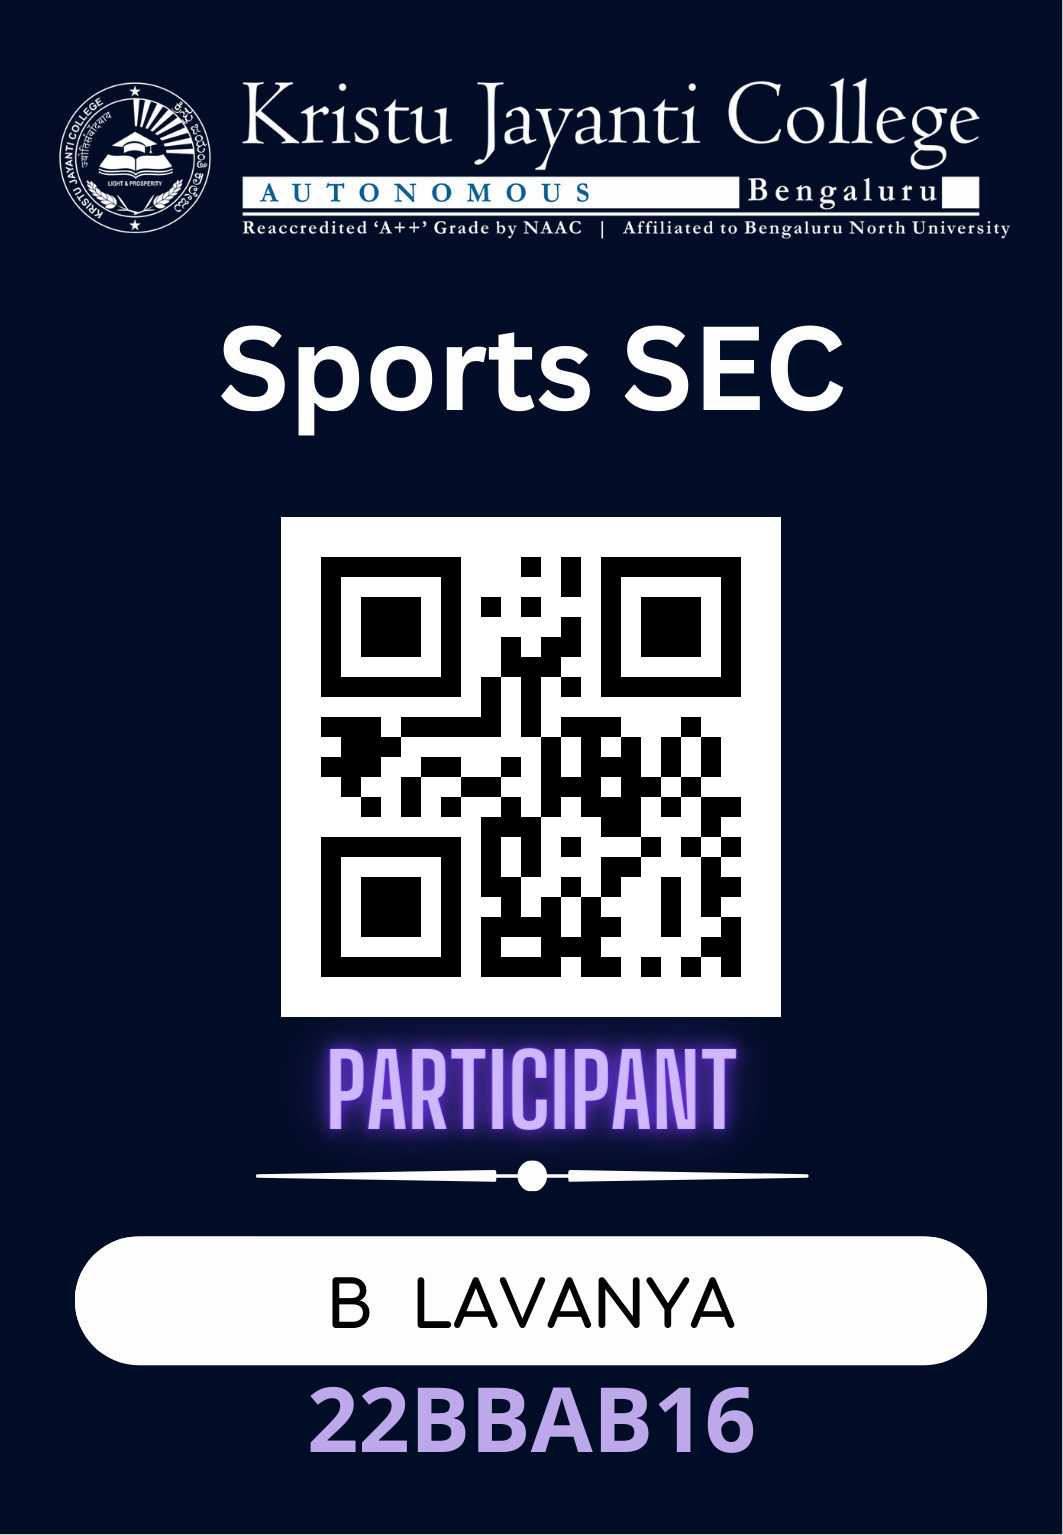 KRISTU JAYANTI COLLEGE
ಕ್ರಿಸ್ತು ಜಯಂತಿ ಕಾಲೇಜು
LIGHT & PROSPERITY
Kristu Jayanti College
AUTONOMOUS Bengaluru
Reaccredited ‘A++’ Grade by NAAC | Affiliated to Bengaluru North University
Sports SEC
PARTICIPANT
B LAVANYA
22BBAB16